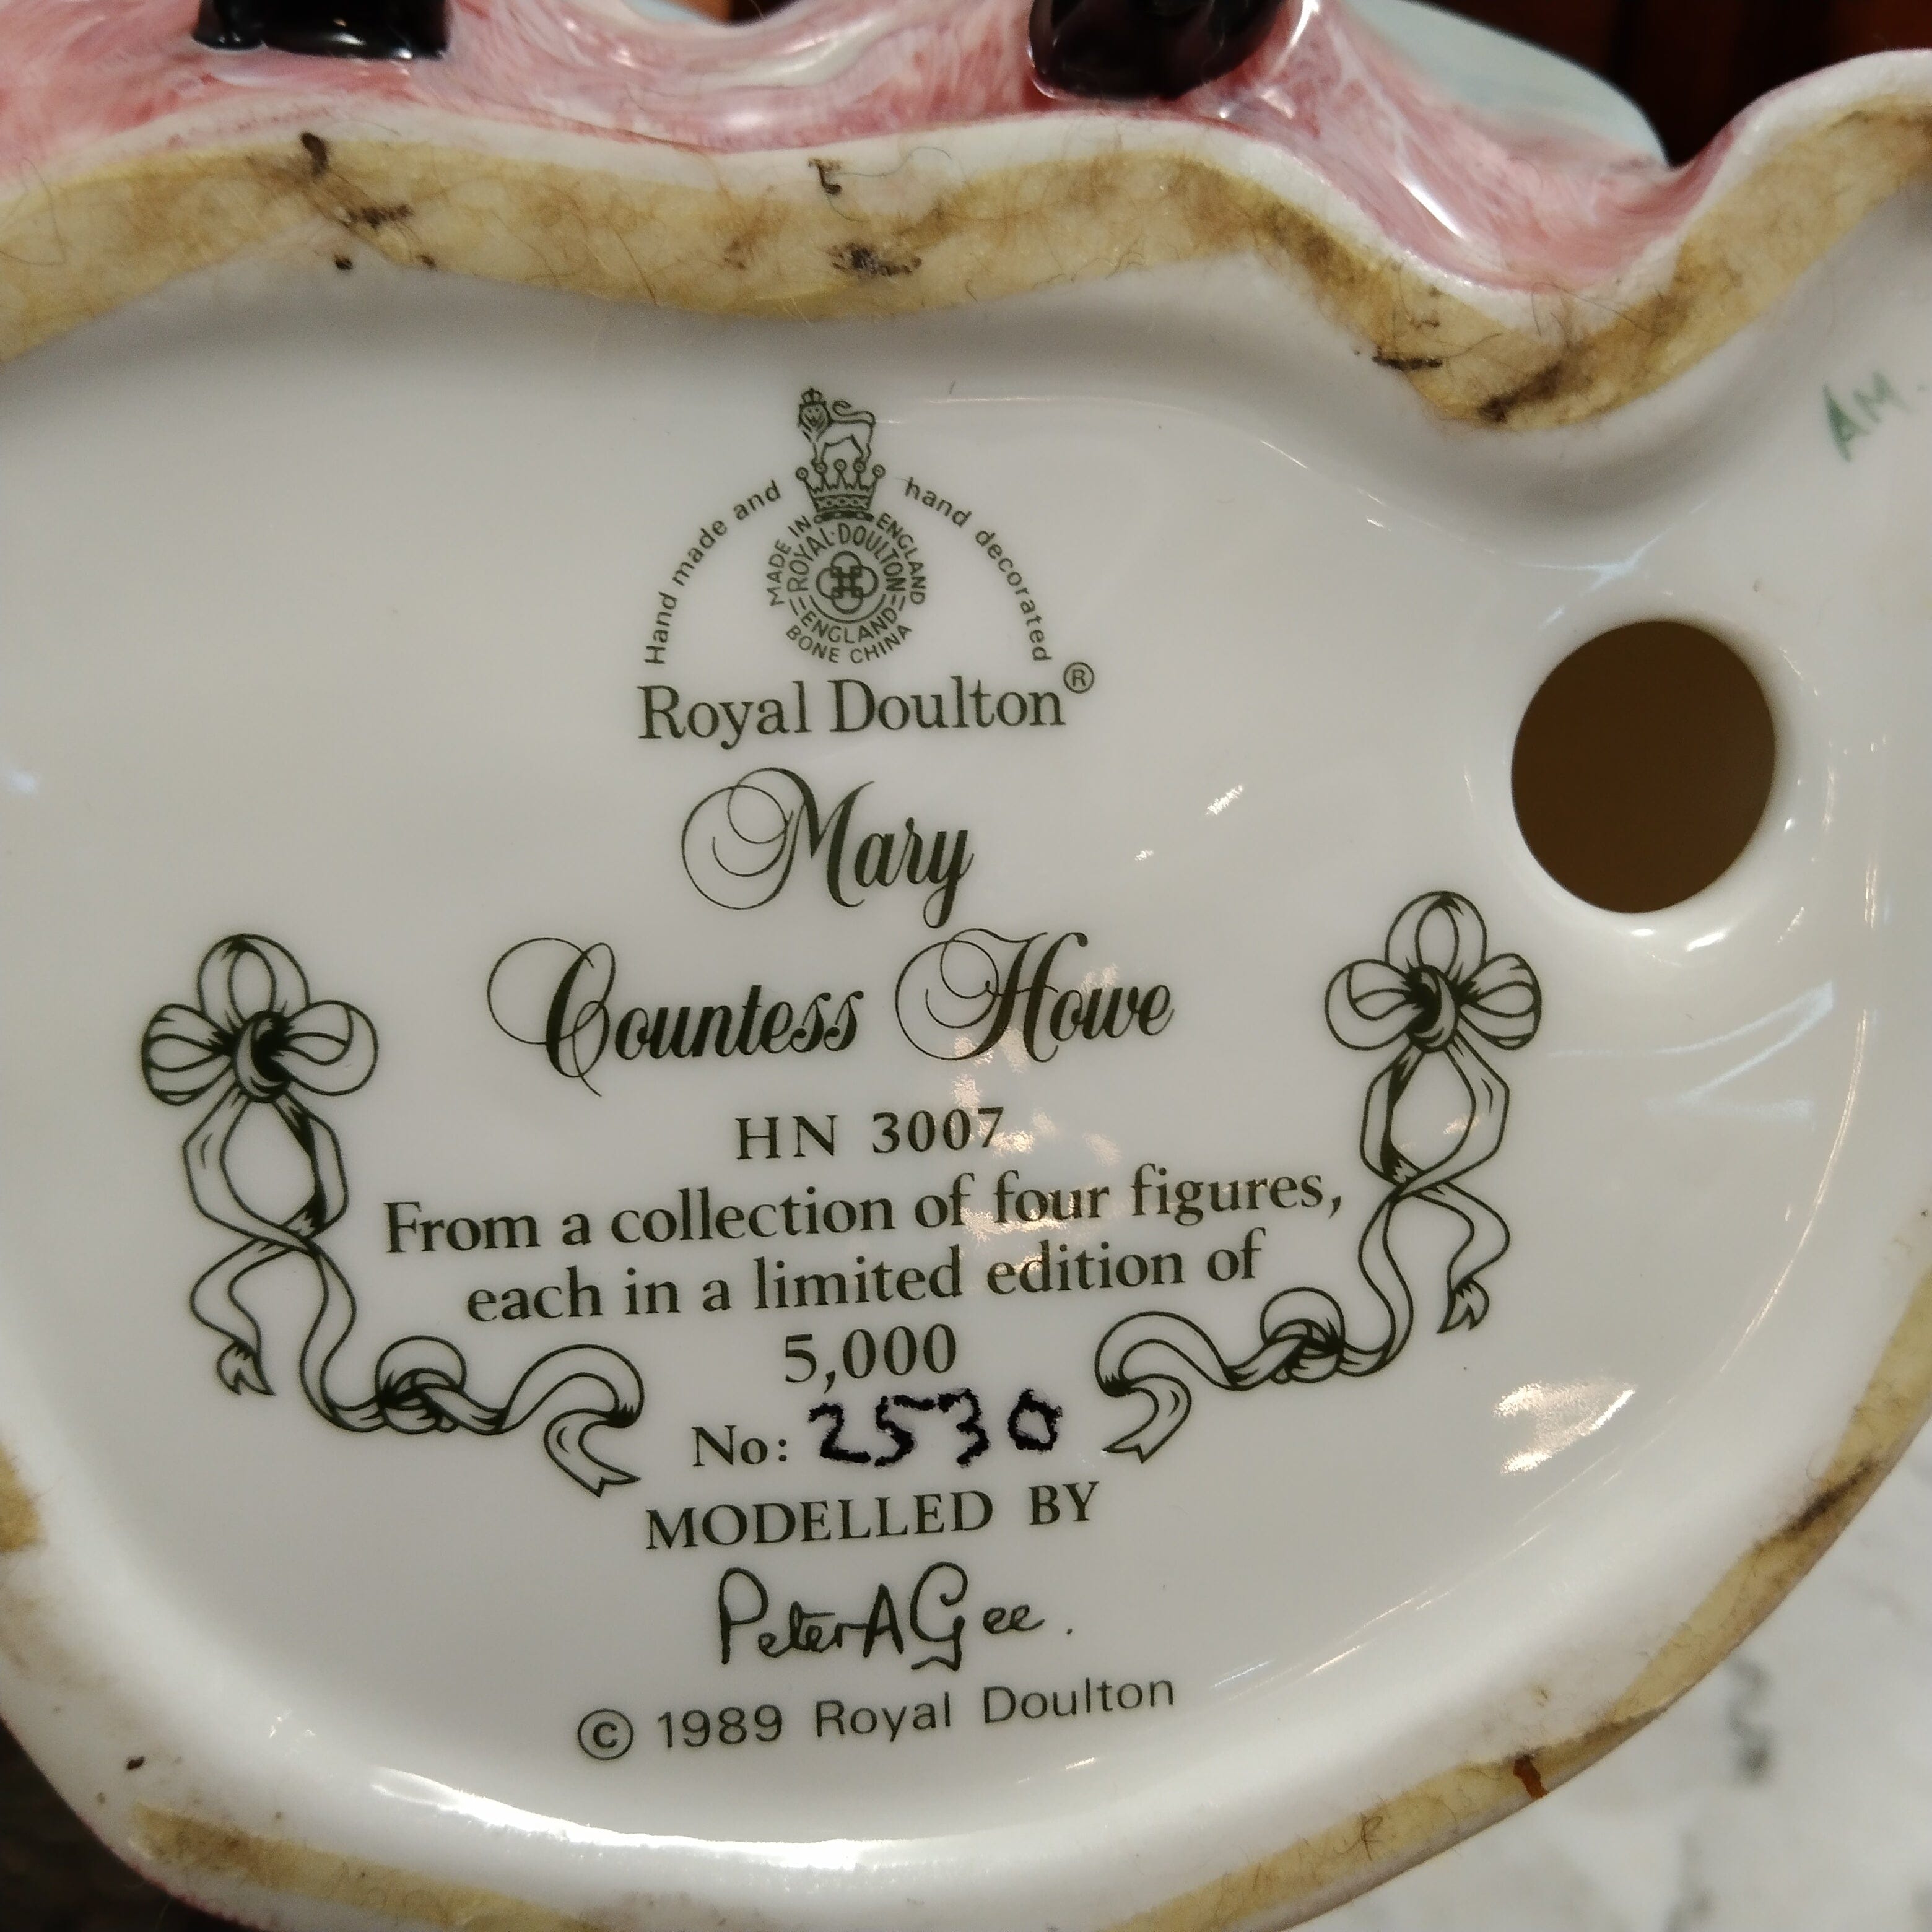 AM.
Hand made and hand decorated
MADE IN ENGLAND
ROYAL·DOULTON
ENGLAND
BONE CHINA
Royal Doulton®
Mary
Countess Howe
HN 3007
From a collection of four figures,
each in a limited edition of
5,000
No: 2530
MODELLED BY
Peter A Gee.
© 1989 Royal Doulton